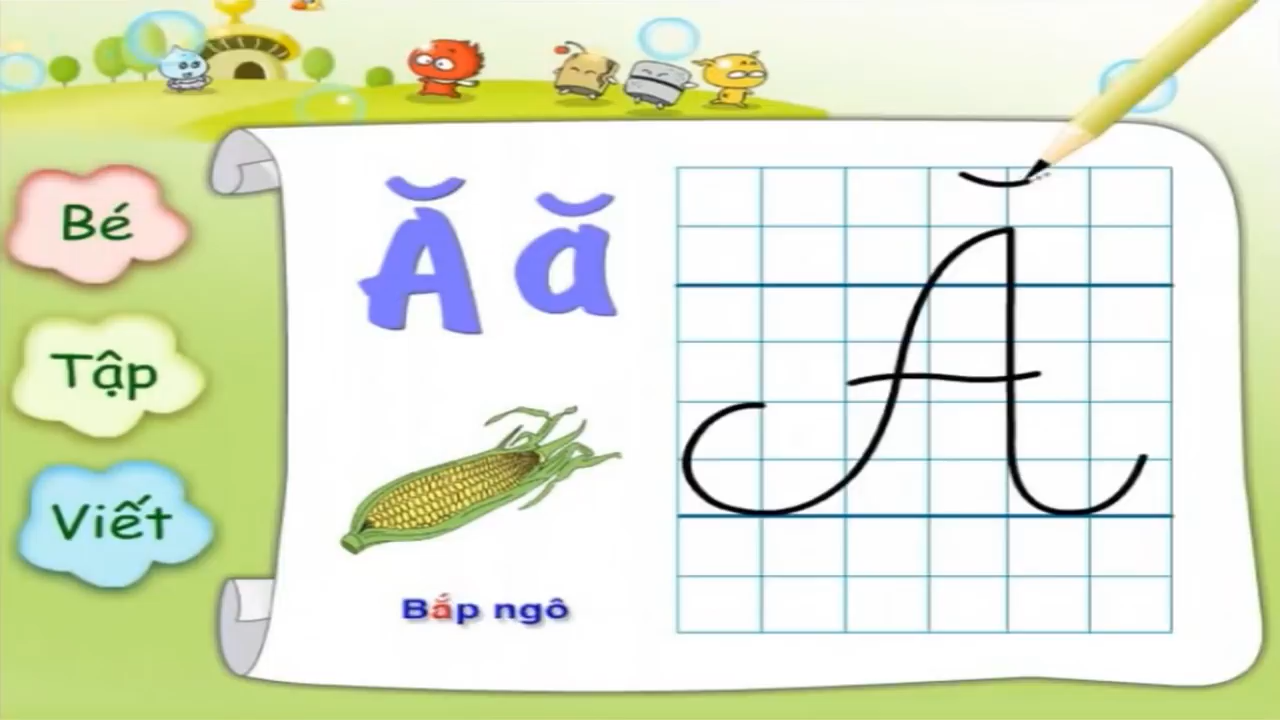 Bé
Tập
Viết
Ă ă
Bắp ngô
Ă